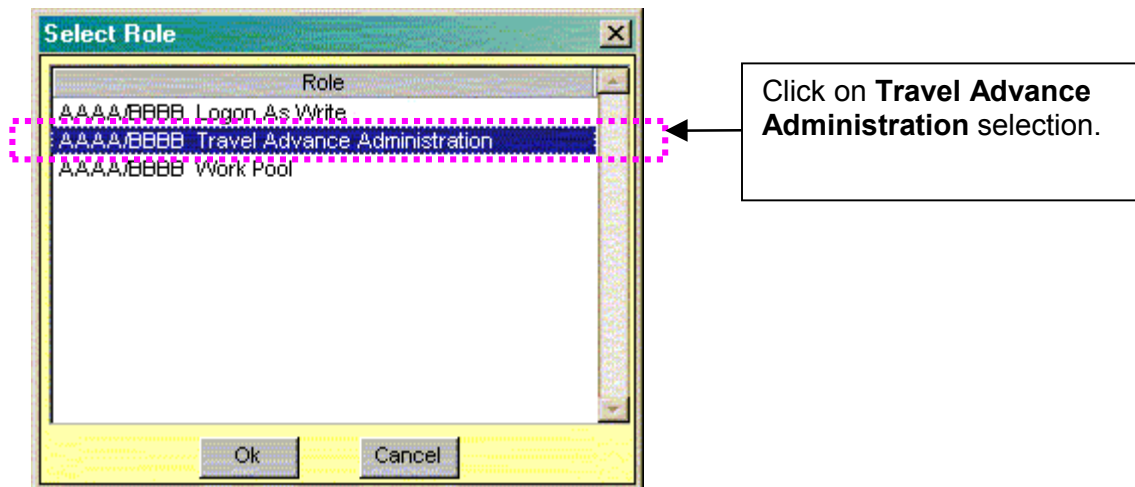 Select Role
Role
AAAA/BBBB Logon As Write
AAAA/BBBB Travel Advance Administration
AAAA/BBBB Work Pool
Ok Cancel
Click on Travel Advance
Administration selection.